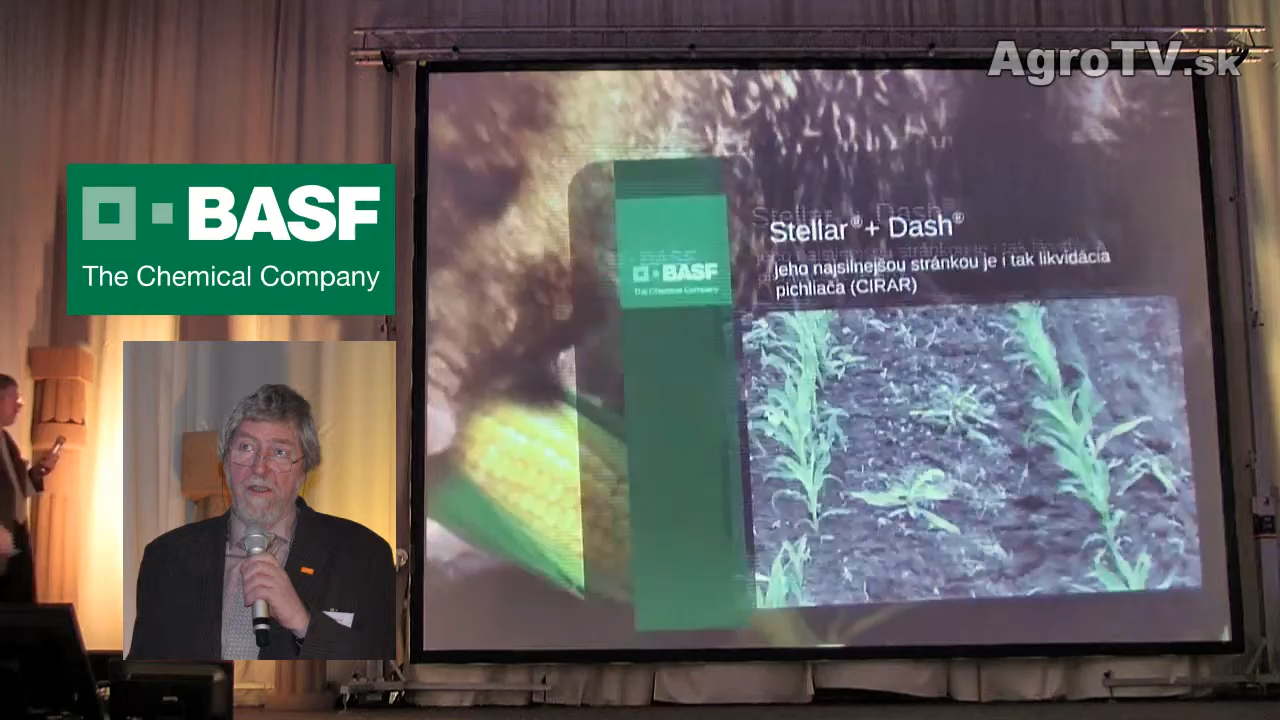 AgroTV.sk
BASF
The Chemical Company
BASF
The Chemical Company
Stellar® + Dash®
jeho najsilnejšou stránkou je i tak likvidácia
pichliača (CIRAR)